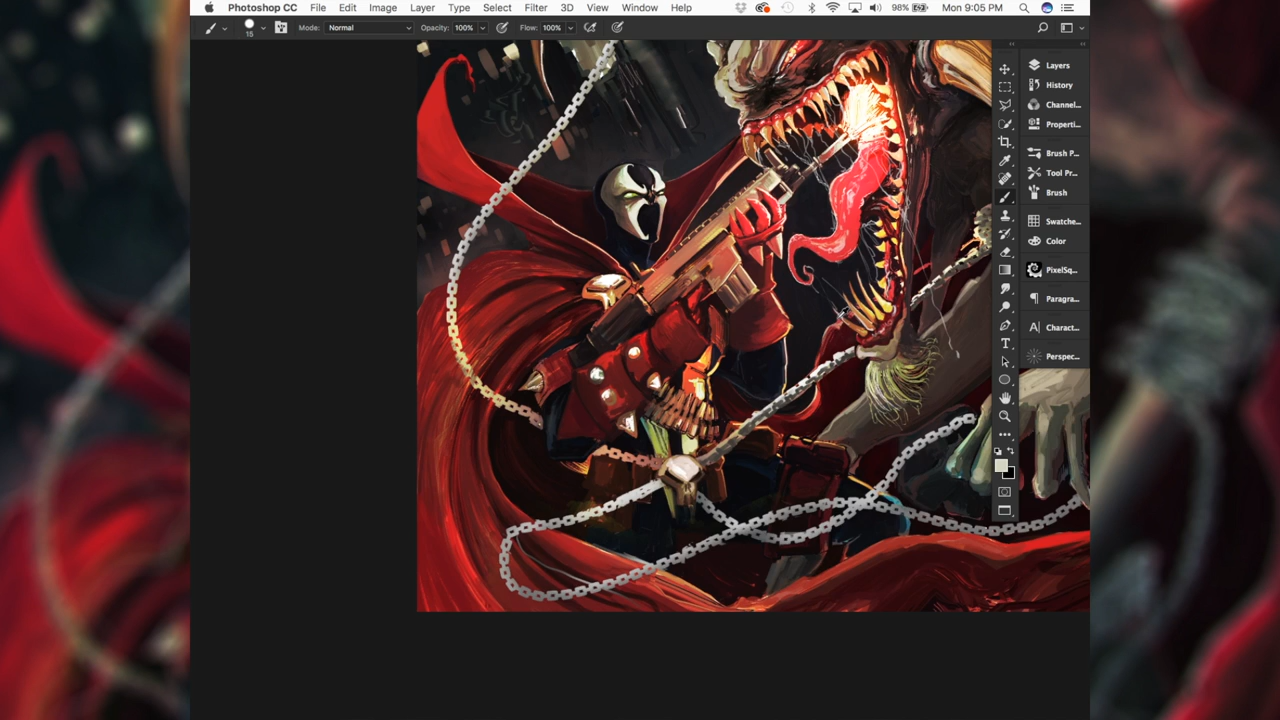 Photoshop CC File Edit Image Layer Type Select Filter 3D View Window Help 98% Mon 9:05 PM
15 Mode: Normal Opacity: 100% Flow: 100%
Layers
History
Channel...
Properti...
Brush P...
Tool Pr...
Brush
Swatche...
Color
PixelSq...
Paragra...
Charact...
Perspec...